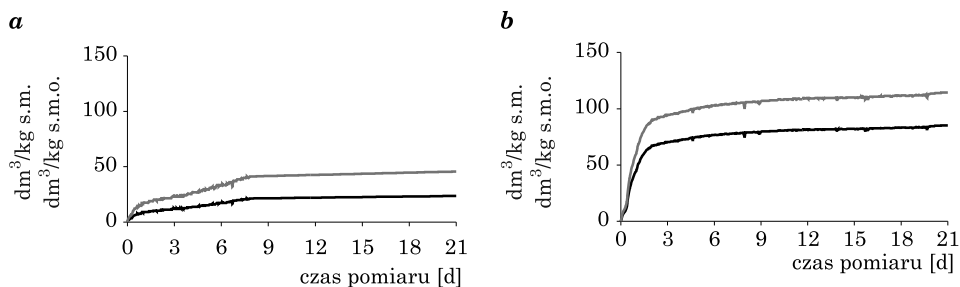 a
dm³/kg s.m.
dm³/kg s.m.o.
150
100
50
0
0 3 6 9 12 15 18 21
czas pomiaru [d]
b
dm³/kg s.m.
dm³/kg s.m.o.
150
100
50
0
0 3 6 9 12 15 18 21
czas pomiaru [d]